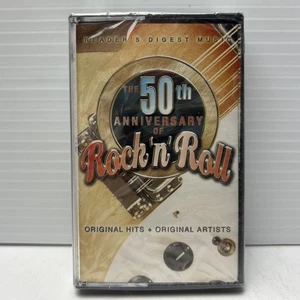 READER'S DIGEST MUSIC
THE
50th
ANNIVERSARY
OF
Rock 'n' Roll
ORIGINAL HITS + ORIGINAL ARTISTS